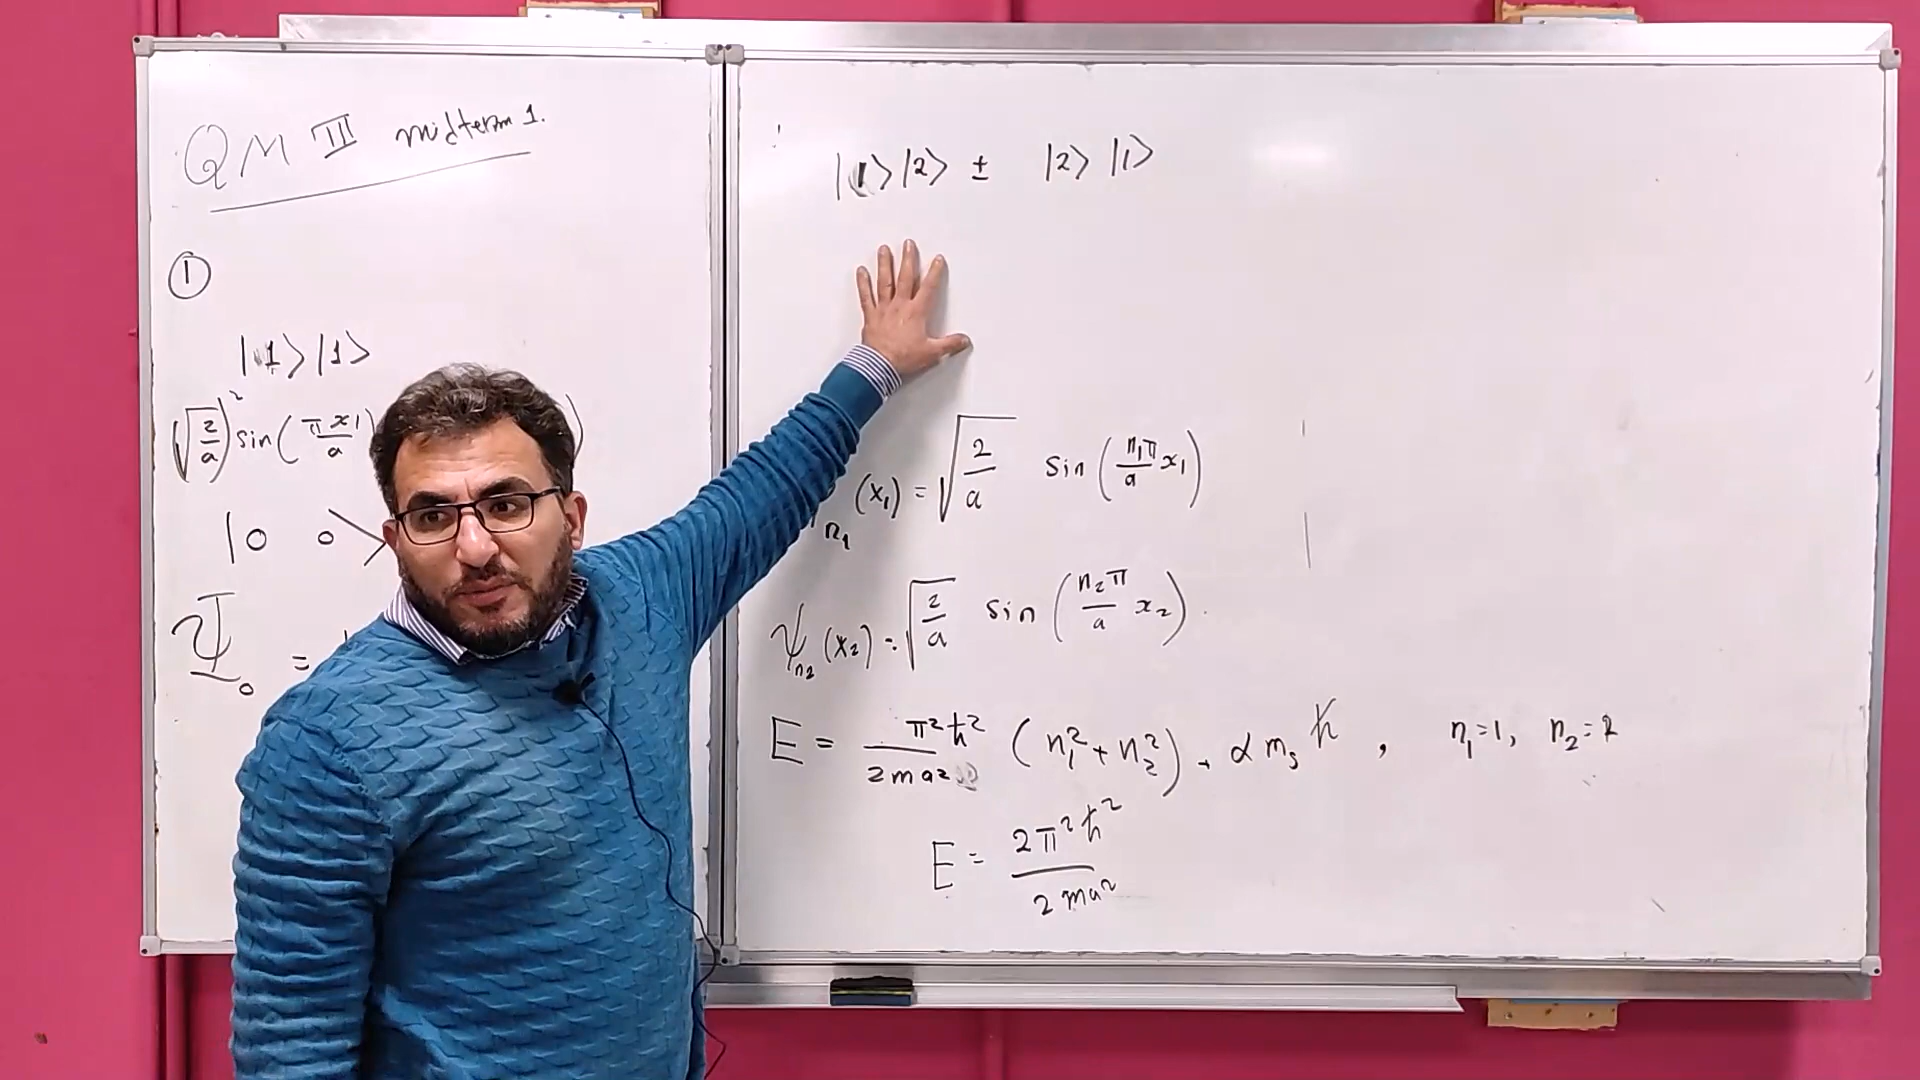 QM III midterm 1.
①
|1⟩|1⟩
(√(2/a))² sin(πx1/a) )
|0 0⟩
Ψ₀ =
|1⟩|2⟩ ± |2⟩|1⟩
n₁ (x₁) = √(2/a) sin(n₁π/a x₁)
ψn₂ (x₂) = √(2/a) sin(n₂π/a x₂)
E = π²ħ²/2ma² (n₁² + n₂²) + α mₛ ħ , n₁=1, n₂=2
E = 2π²ħ²/2ma²